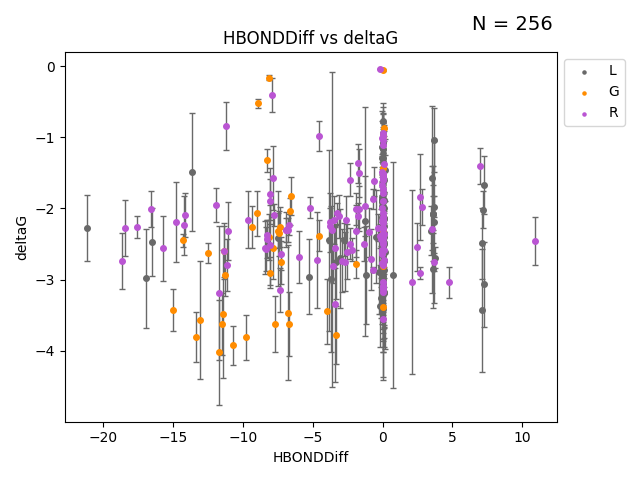 N = 256
HBONDDiff vs deltaG
L
G
R
deltaG
0
−1
−2
−3
−4
−20 −15 −10 −5 0 5 10
HBONDDiff